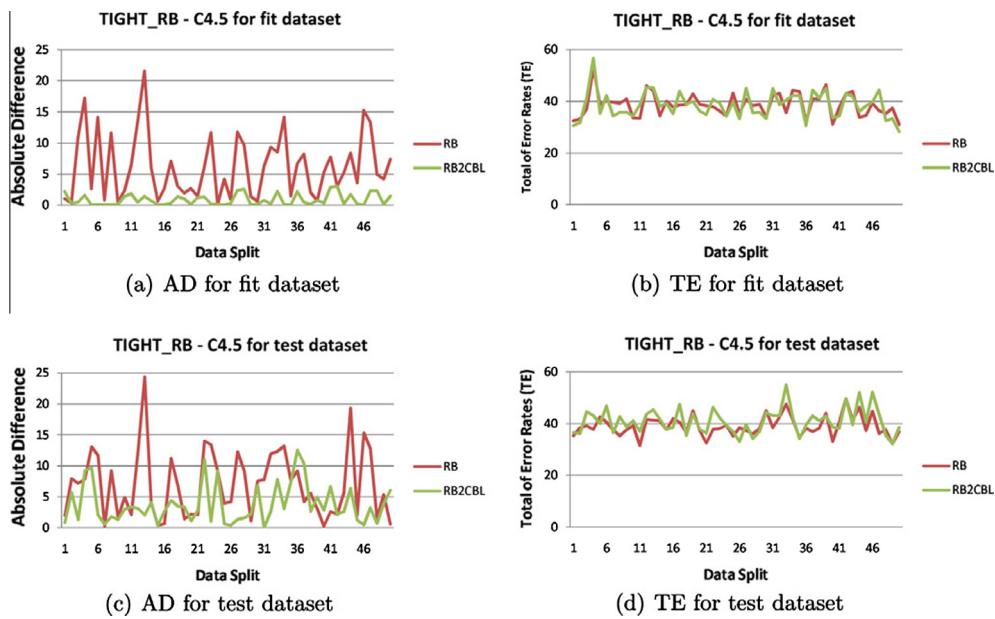 TIGHT_RB - C4.5 for fit dataset
Absolute Difference
25
20
15
10
5
0
1 6 11 16 21 26 31 36 41 46
Data Split
RB
RB2CBL
(a) AD for fit dataset
TIGHT_RB - C4.5 for fit dataset
Total of Error Rates (TE)
60
40
20
0
1 6 11 16 21 26 31 36 41 46
Data Split
RB
RB2CBL
(b) TE for fit dataset
TIGHT_RB - C4.5 for test dataset
Absolute Difference
25
20
15
10
5
0
1 6 11 16 21 26 31 36 41 46
Data Split
RB
RB2CBL
(c) AD for test dataset
TIGHT_RB - C4.5 for test dataset
Total of Error Rates (TE)
60
40
20
0
1 6 11 16 21 26 31 36 41 46
Data Split
RB
RB2CBL
(d) TE for test dataset